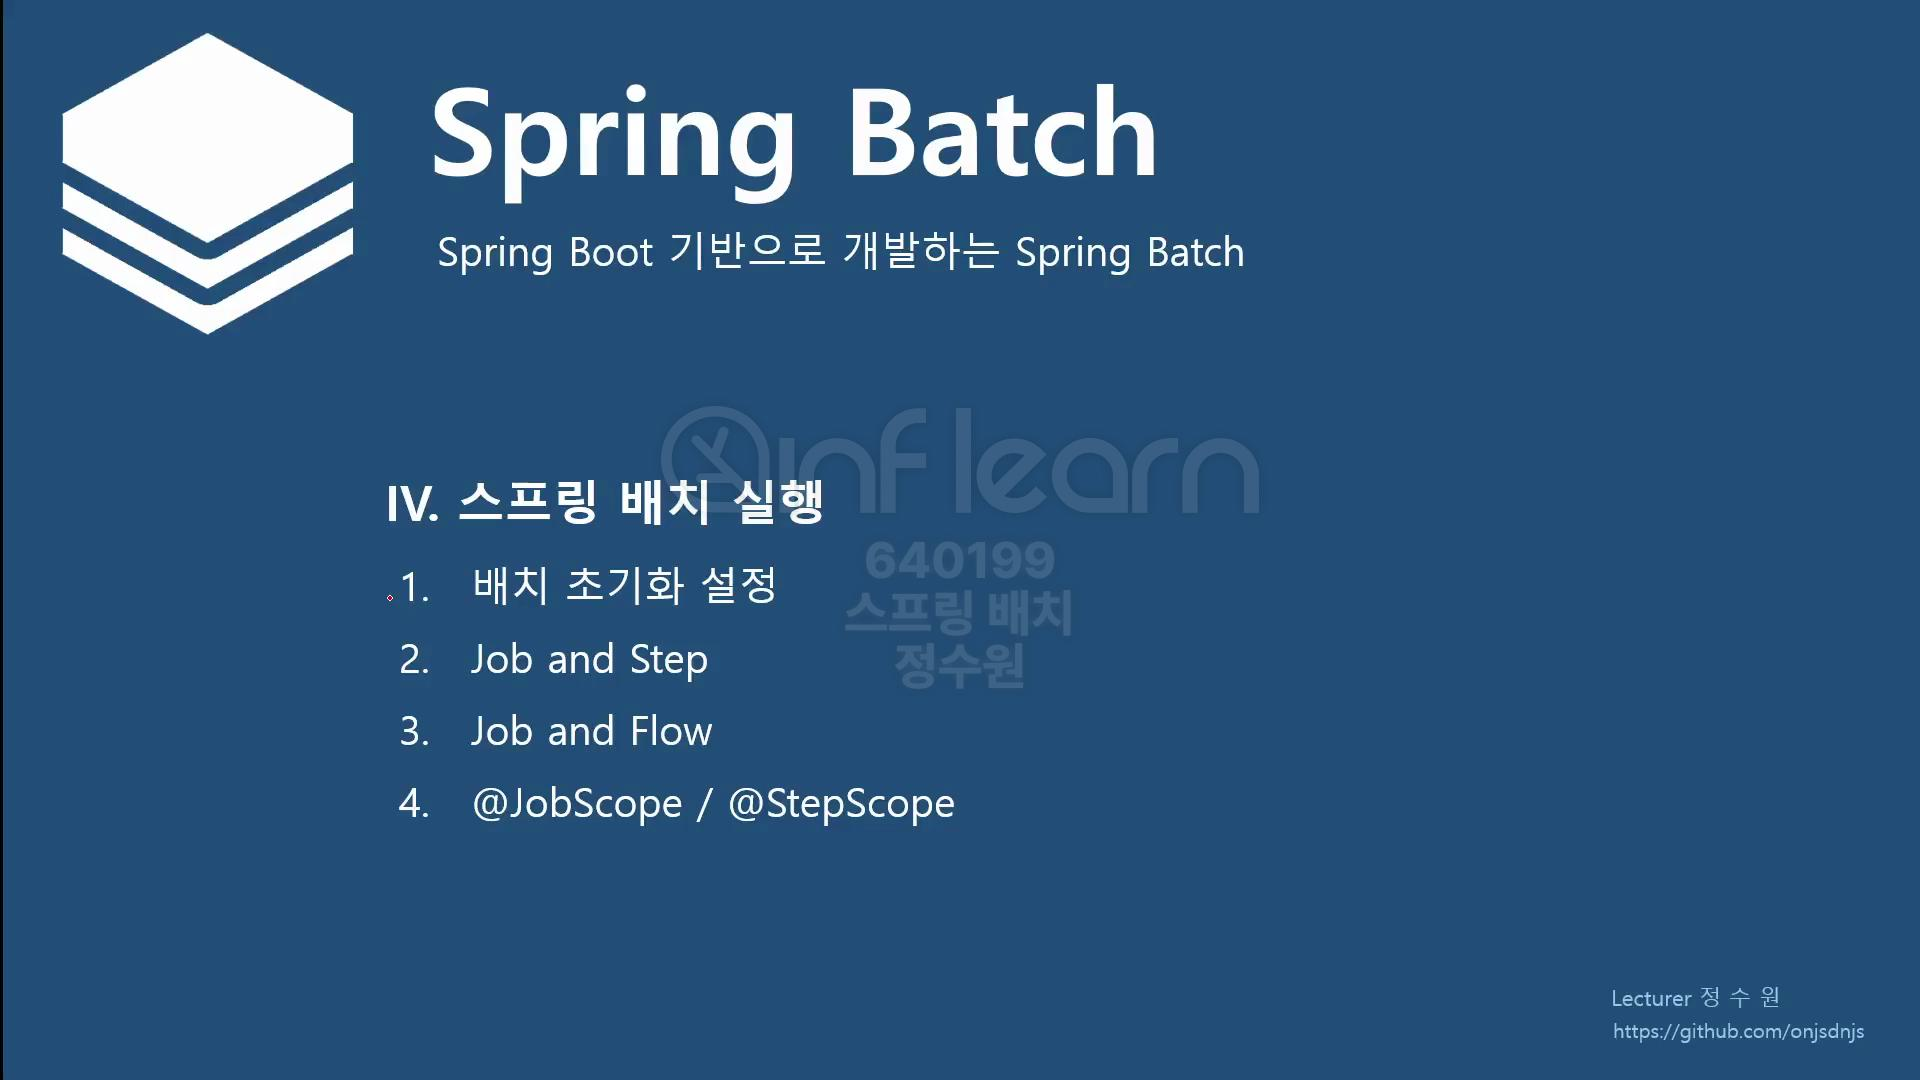 Spring Batch
Spring Boot 기반으로 개발하는 Spring Batch
inflearn
IV. 스프링 배치 실행
640199
1. 배치 초기화 설정
스프링 배치
2. Job and Step
정수원
3. Job and Flow
4. @JobScope / @StepScope
Lecturer 정 수 원
https://github.com/onjsdnjs